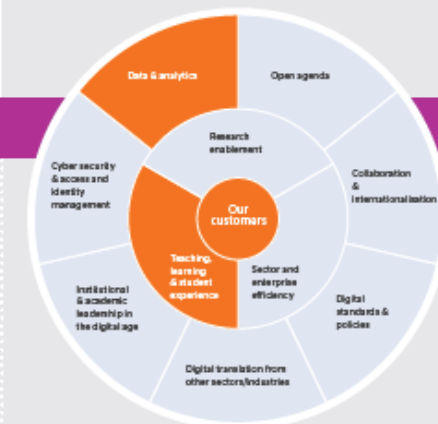 Data & analytics
Open agenda
Research
enablement
Cyber security
& access and
identity
management
Collaboration
&
internationalisation
Our
customers
Teaching,
learning
& student
experience
Sector and
enterprise
efficiency
Institutional
& academic
leadership in
the digital age
Digital
standards &
policies
Digital translation from
other sectors/industries